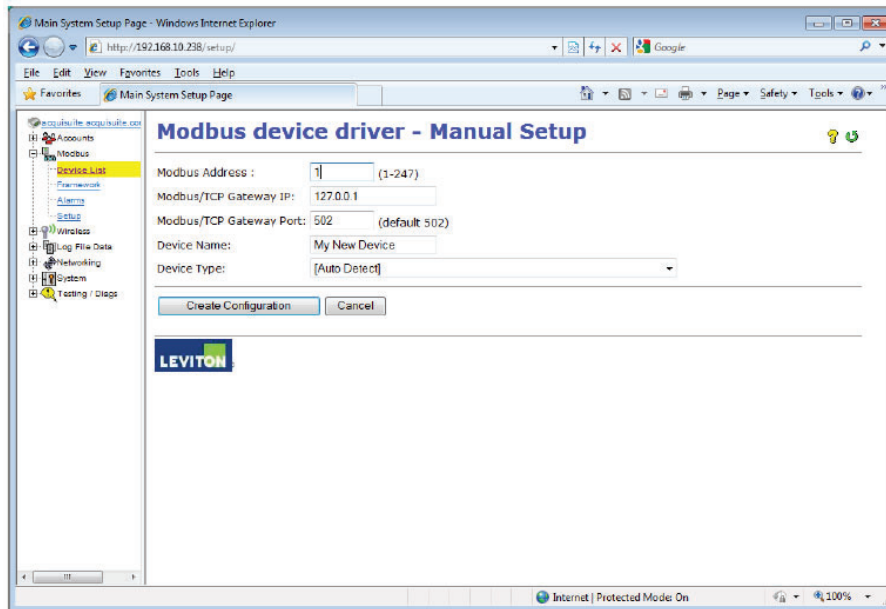 Main System Setup Page - Windows Internet Explorer
http://192.168.10.238/setup/
Google
File Edit View Favorites Tools Help
Favorites Main System Setup Page
Page Safety Tools
acquisuite acquisuite.co
Accounts
Modbus
Device List
Framework
Alarms
Setup
Wireless
Log File Data
Networking
System
Testing / Diags
Modbus device driver - Manual Setup
Modbus Address : 1 (1-247)
Modbus/TCP Gateway IP: 127.0.0.1
Modbus/TCP Gateway Port: 502 (default 502)
Device Name: My New Device
Device Type: [Auto Detect]
Create Configuration Cancel
LEVITON
Internet | Protected Mode: On 100%